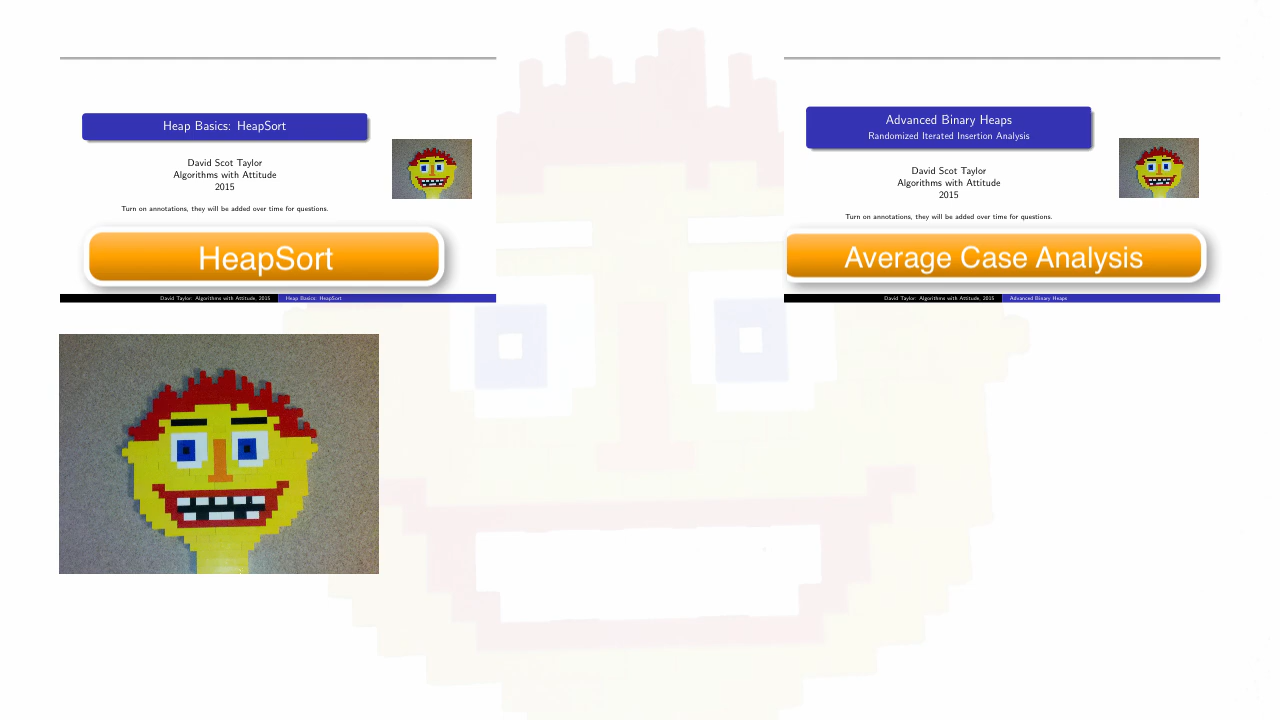 Heap Basics: HeapSort
David Scot Taylor
Algorithms with Attitude
2015
Turn on annotations, they will be added over time for questions.
HeapSort
David Taylor: Algorithms with Attitude, 2015
Heap Basics: HeapSort
Advanced Binary Heaps
Randomized Iterated Insertion Analysis
David Scot Taylor
Algorithms with Attitude
2015
Turn on annotations, they will be added over time for questions.
Average Case Analysis
David Taylor: Algorithms with Attitude, 2015
Advanced Binary Heaps